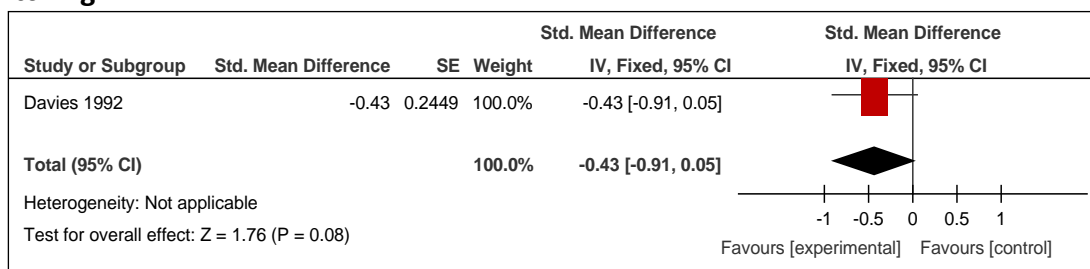 Std. Mean Difference Std. Mean Difference
Study or Subgroup Std. Mean Difference SE Weight IV, Fixed, 95% CI IV, Fixed, 95% CI
Davies 1992 -0.43 0.2449 100.0% -0.43 [-0.91, 0.05]
Total (95% CI) 100.0% -0.43 [-0.91, 0.05]
Heterogeneity: Not applicable
Test for overall effect: Z = 1.76 (P = 0.08)
-1 -0.5 0 0.5 1
Favours [experimental] Favours [control]